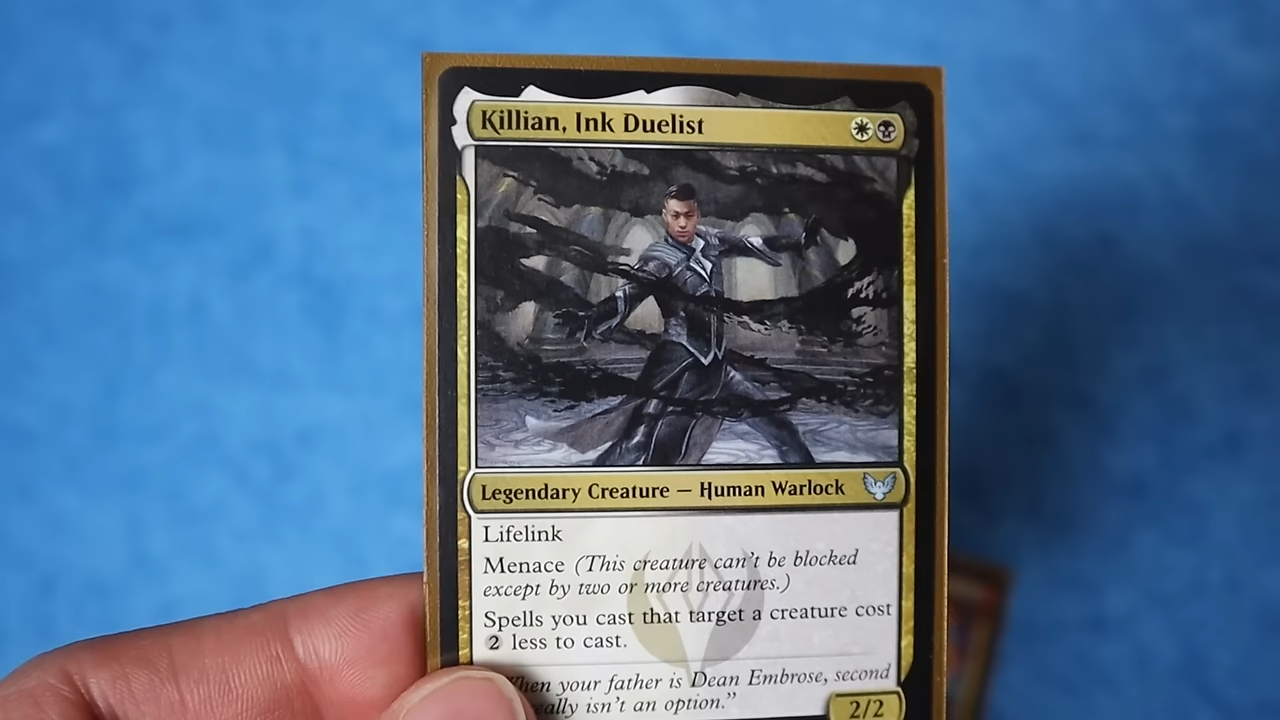 Killian, Ink Duelist
Legendary Creature — Human Warlock
Lifelink
Menace (This creature can't be blocked
except by two or more creatures.)
Spells you cast that target a creature cost
2 less to cast.
hen your father is Dean Embrose, second
ally isn't an option."
2/2